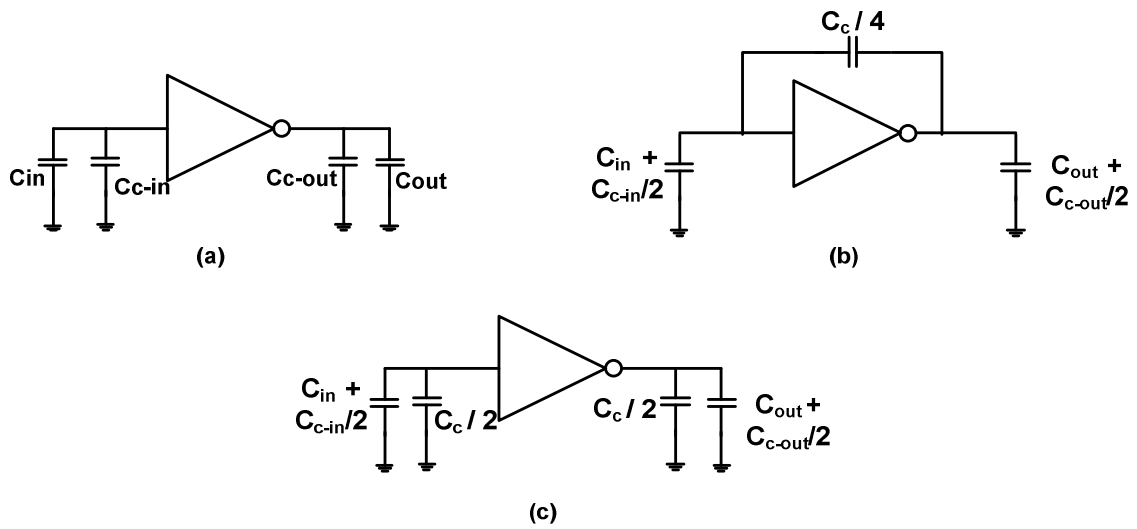 Cin
Cc-in
Cc-out
Cout
(a)
Cc / 4
Cin +
Cc-in/2
Cout +
Cc-out/2
(b)
Cin +
Cc-in/2
Cc / 2
Cc / 2
Cout +
Cc-out/2
(c)